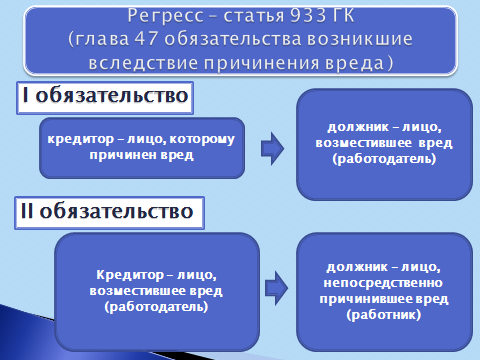 Регресс – статья 933 ГК
(глава 47 обязательства возникшие
вследствие причинения вреда)
I обязательство
кредитор – лицо, которому
причинен вред
должник – лицо,
возместившее вред
(работодатель)
II обязательство
Кредитор – лицо,
возместившее вред
(работодатель)
должник – лицо,
непосредственно
причинившее вред
(работник)